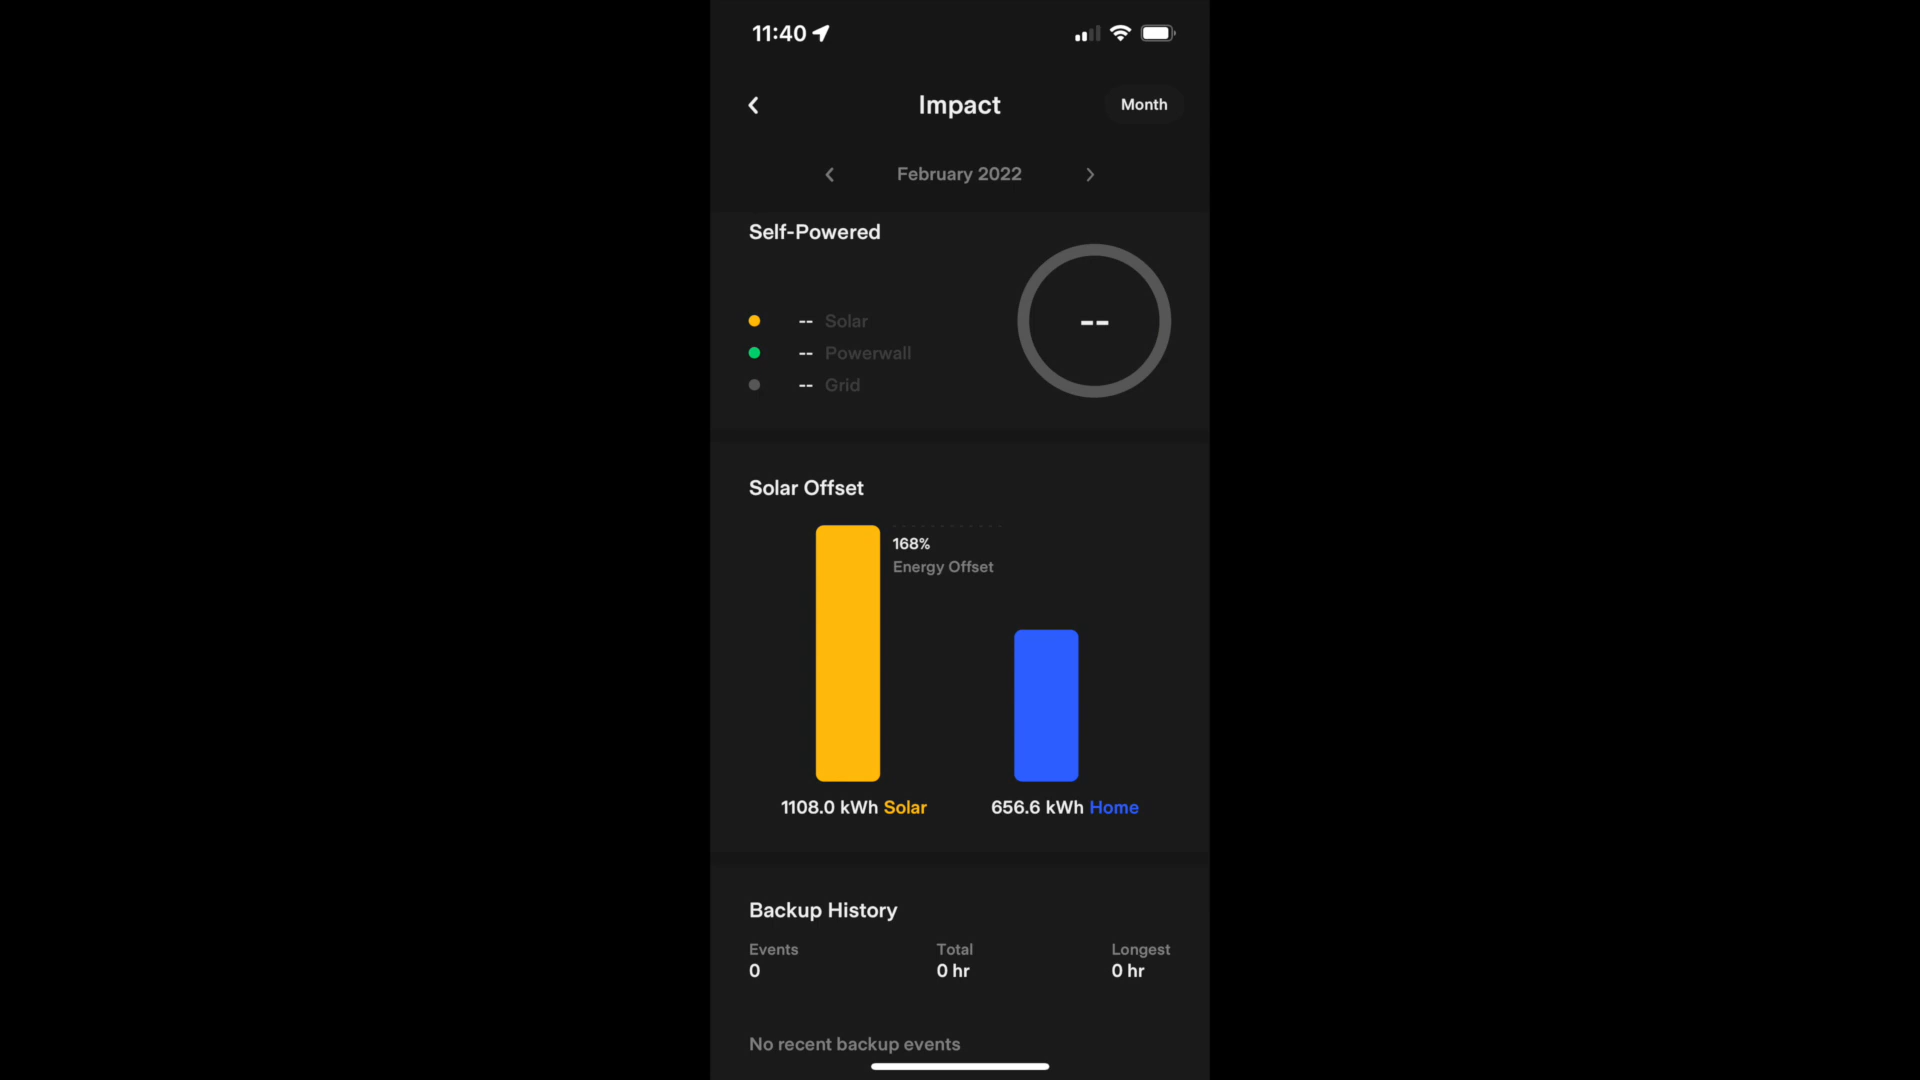 11:40
Impact
Month
February 2022
Self-Powered
-- Solar
-- Powerwall
-- Grid
--
Solar Offset
168%
Energy Offset
1108.0 kWh Solar
656.6 kWh Home
Backup History
Events
Total
Longest
0
0 hr
0 hr
No recent backup events